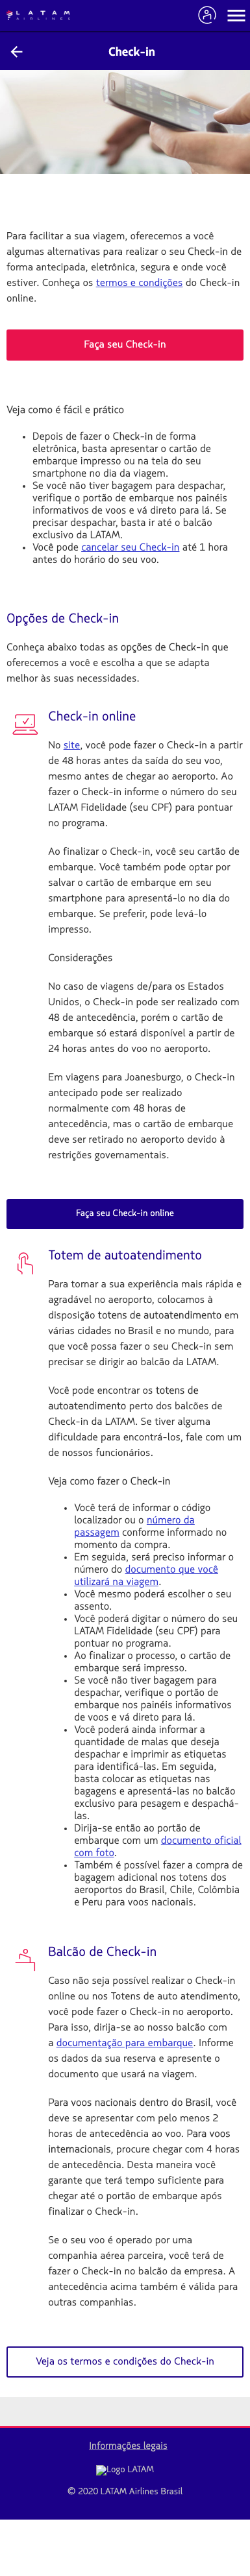 LATAM
AIRLINES
Check-in
Para facilitar a sua viagem, oferecemos a você
algumas alternativas para realizar o seu Check-in de
forma antecipada, eletrônica, segura e onde você
estiver. Conheça os termos e condições do Check-in
online.
Faça seu Check-in
Veja como é fácil e prático
• Depois de fazer o Check-in de forma
eletrônica, basta apresentar o cartão de
embarque impresso ou na tela do seu
smartphone no dia da viagem.
• Se você não tiver bagagem para despachar,
verifique o portão de embarque nos painéis
informativos de voos e vá direto para lá. Se
precisar despachar, basta ir até o balcão
exclusivo da LATAM.
• Você pode cancelar seu Check-in até 1 hora
antes do horário do seu voo.
Opções de Check-in
Conheça abaixo todas as opções de Check-in que
oferecemos a você e escolha a que se adapta
melhor às suas necessidades.
Check-in online
No site, você pode fazer o Check-in a partir
de 48 horas antes da saída do seu voo,
mesmo antes de chegar ao aeroporto. Ao
fazer o Check-in informe o número do seu
LATAM Fidelidade (seu CPF) para pontuar
no programa.
Ao finalizar o Check-in, você seu cartão de
embarque. Você também pode optar por
salvar o cartão de embarque em seu
smartphone para apresentá-lo no dia do
embarque. Se preferir, pode levá-lo
impresso.
Considerações
No caso de viagens de/para os Estados
Unidos, o Check-in pode ser realizado com
48 de antecedência, porém o cartão de
embarque só estará disponível a partir de
24 horas antes do voo no aeroporto.
Em viagens para Joanesburgo, o Check-in
antecipado pode ser realizado
normalmente com 48 horas de
antecedência, mas o cartão de embarque
deve ser retirado no aeroporto devido à
restrições governamentais.
Faça seu Check-in online
Totem de autoatendimento
Para tornar a sua experiência mais rápida e
agradável no aeroporto, colocamos à
disposição totens de autoatendimento em
várias cidades no Brasil e no mundo, para
que você possa fazer o seu Check-in sem
precisar se dirigir ao balcão da LATAM.
Você pode encontrar os totens de
autoatendimento perto dos balcões de
Check-in da LATAM. Se tiver alguma
dificuldade para encontrá-los, fale com um
de nossos funcionários.
Veja como fazer o Check-in
• Você terá de informar o código
localizador ou o número da
passagem conforme informado no
momento da compra.
• Em seguida, será preciso informar o
número do documento que você
utilizará na viagem.
• Você mesmo poderá escolher o seu
assento.
• Você poderá digitar o número do seu
LATAM Fidelidade (seu CPF) para
pontuar no programa.
• Ao finalizar o processo, o cartão de
embarque será impresso.
• Se você não tiver bagagem para
despachar, verifique o portão de
embarque nos painéis informativos
de voos e vá direto para lá.
• Você poderá ainda informar a
quantidade de malas que deseja
despachar e imprimir as etiquetas
para identificá-las. Em seguida,
basta colocar as etiquetas nas
bagagens e apresentá-las no balcão
exclusivo para pesagem e despachá-
las.
• Dirija-se então ao portão de
embarque com um documento oficial
com foto.
• Também é possível fazer a compra de
bagagem adicional nos totens dos
aeroportos do Brasil, Chile, Colômbia
e Peru para voos nacionais.
Balcão de Check-in
Caso não seja possível realizar o Check-in
online ou nos Totens de auto atendimento,
você pode fazer o Check-in no aeroporto.
Para isso, dirija-se ao nosso balcão com
a documentação para embarque. Informe
os dados da sua reserva e apresente o
documento que usará na viagem.
Para voos nacionais dentro do Brasil, você
deve se apresentar com pelo menos 2
horas de antecedência ao voo. Para voos
internacionais, procure chegar com 4 horas
de antecedência. Desta maneira você
garante que terá tempo suficiente para
chegar até o portão de embarque após
finalizar o Check-in.
Se o seu voo é operado por uma
companhia aérea parceira, você terá de
fazer o Check-in no balcão da empresa. A
antecedência acima também é válida para
outras companhias.
Veja os termos e condições do Check-in
Informações legais
Logo LATAM
© 2020 LATAM Airlines Brasil